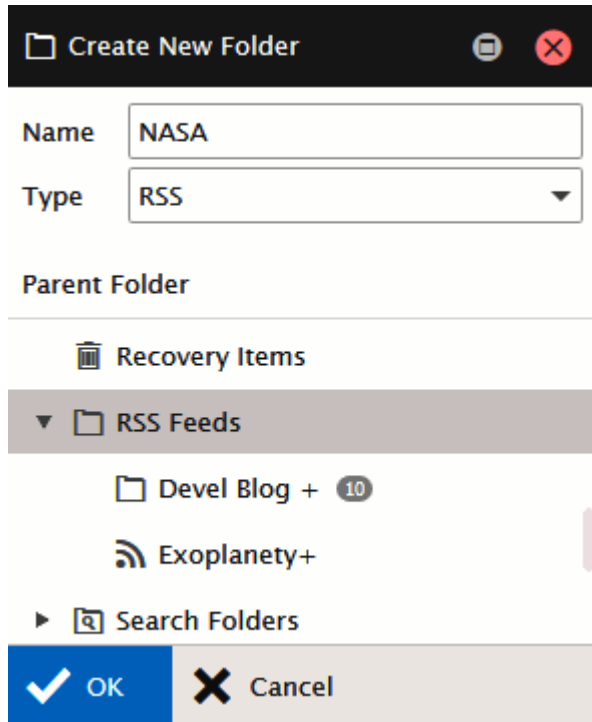 Create New Folder
Name NASA
Type RSS
Parent Folder
Recovery Items
RSS Feeds
Devel Blog + 10
Exoplanety+
Search Folders
OK Cancel